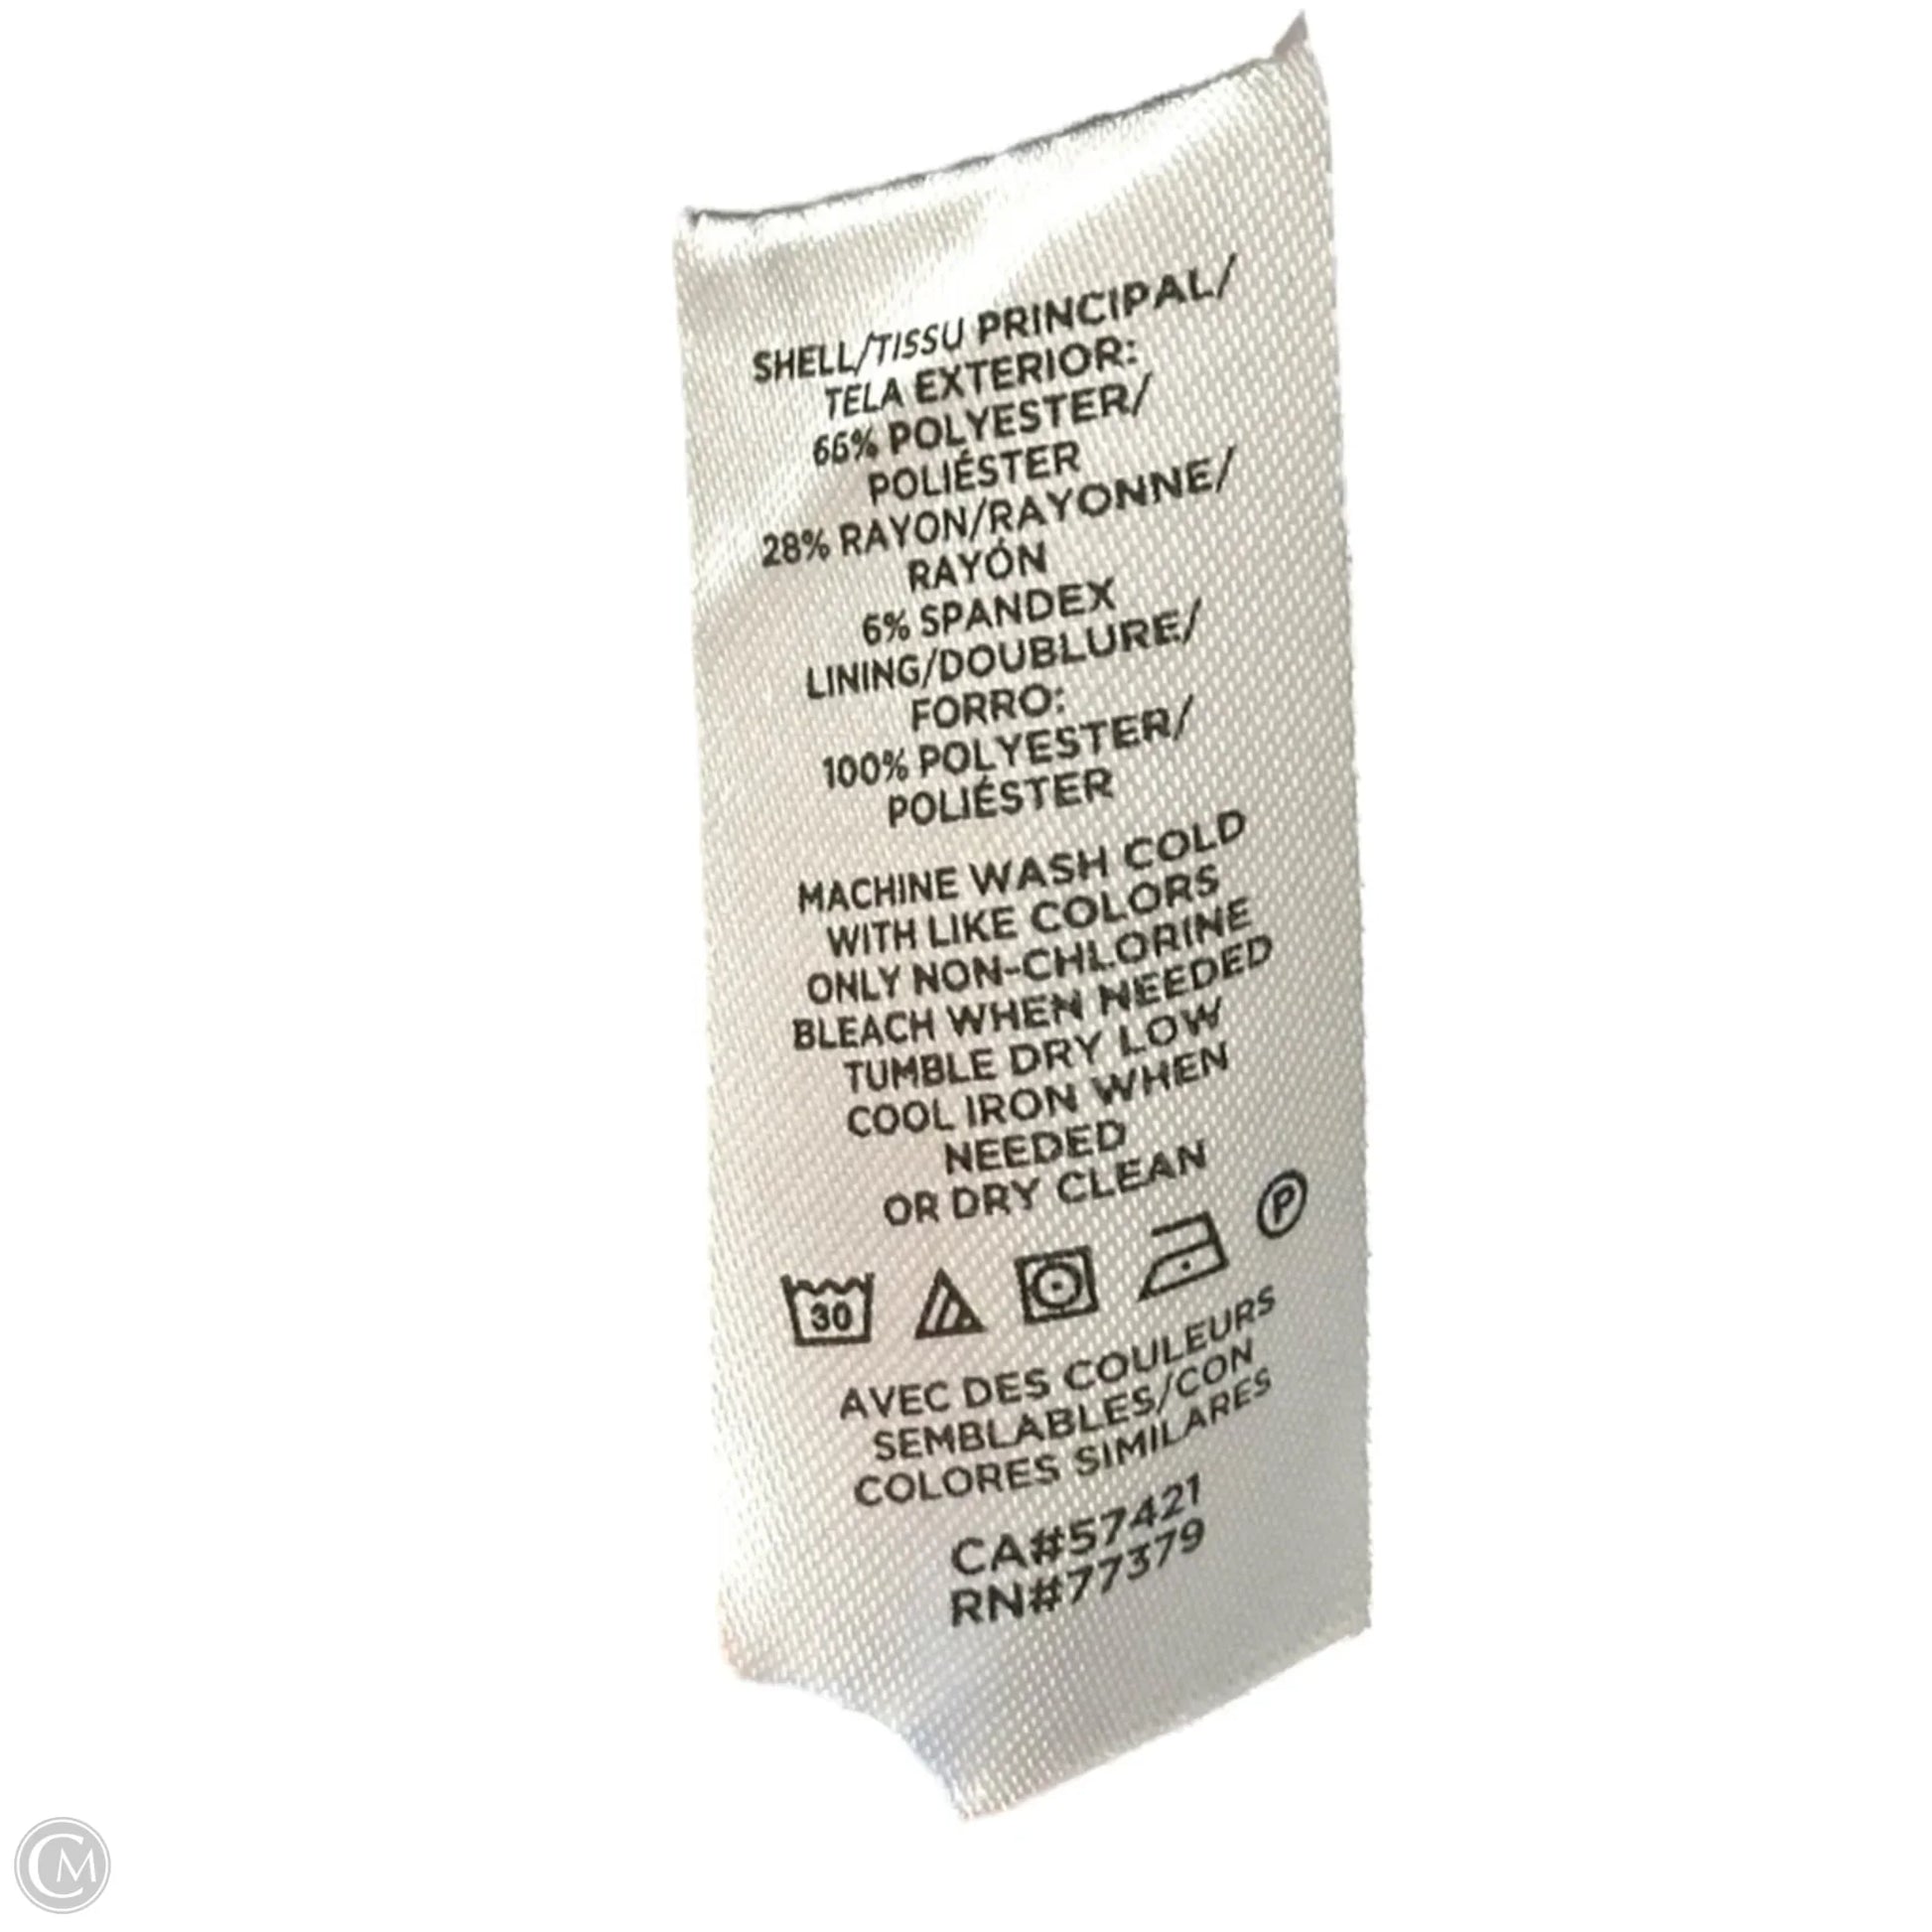 SHELL/TISSU PRINCIPAL/
TELA EXTERIOR:
66% POLYESTER/
POLIÉSTER
28% RAYON/RAYONNE/
RAYÓN
6% SPANDEX
LINING/DOUBLURE/
FORRO:
100% POLYESTER/
POLIÉSTER
MACHINE WASH COLD
WITH LIKE COLORS
ONLY NON-CHLORINE
BLEACH WHEN NEEDED
TUMBLE DRY LOW
COOL IRON WHEN
NEEDED
OR DRY CLEAN
30 P
AVEC DES COULEURS
SEMBLABLES/CON
COLORES SIMILARES
CA#57421
RN#77379
CM